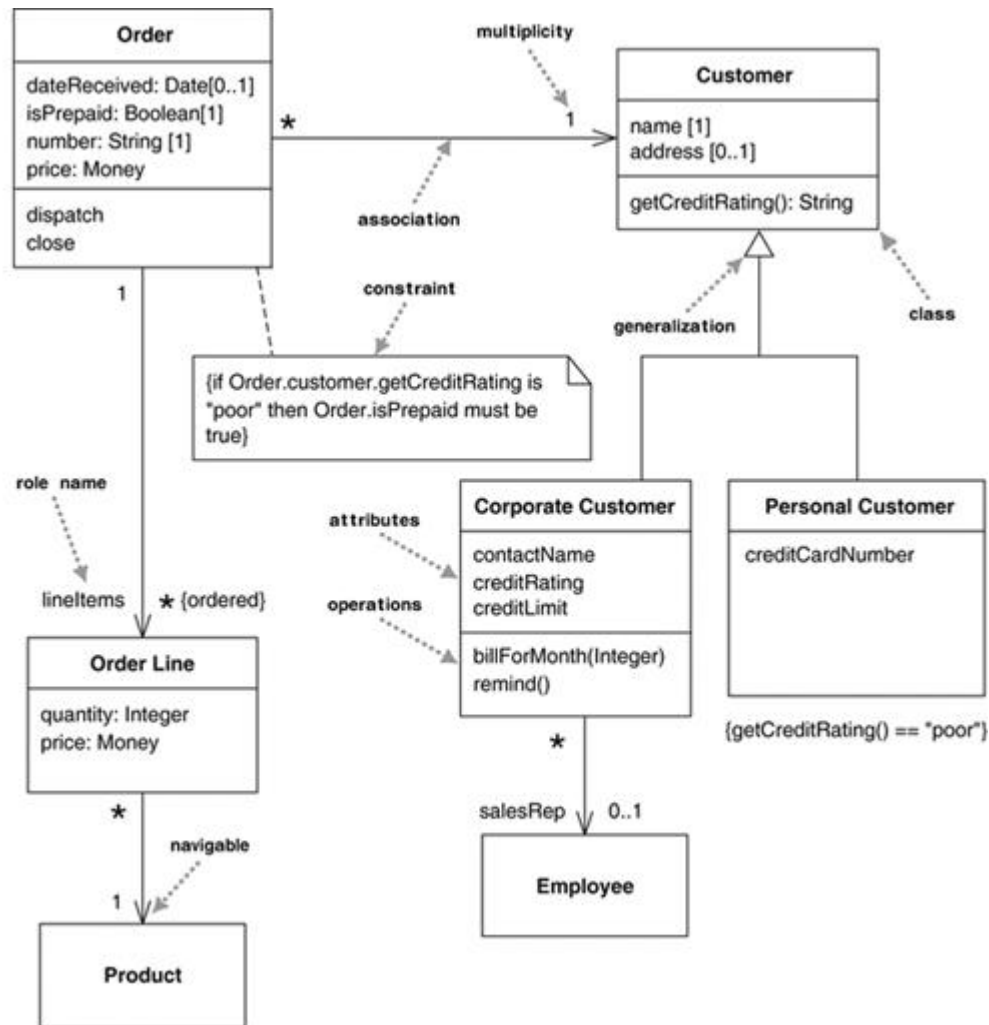 Order
dateReceived: Date[0..1]
isPrepaid: Boolean[1]
number: String [1]
price: Money
dispatch
close
multiplicity
*
1
association
Customer
name [1]
address [0..1]
getCreditRating(): String
1
constraint
generalization
class
{if Order.customer.getCreditRating is
"poor" then Order.isPrepaid must be
true}
role name
lineItems
* {ordered}
Order Line
quantity: Integer
price: Money
*
navigable
1
Product
attributes
operations
Corporate Customer
contactName
creditRating
creditLimit
billForMonth(Integer)
remind()
*
salesRep
0..1
Employee
Personal Customer
creditCardNumber
{getCreditRating() == "poor"}